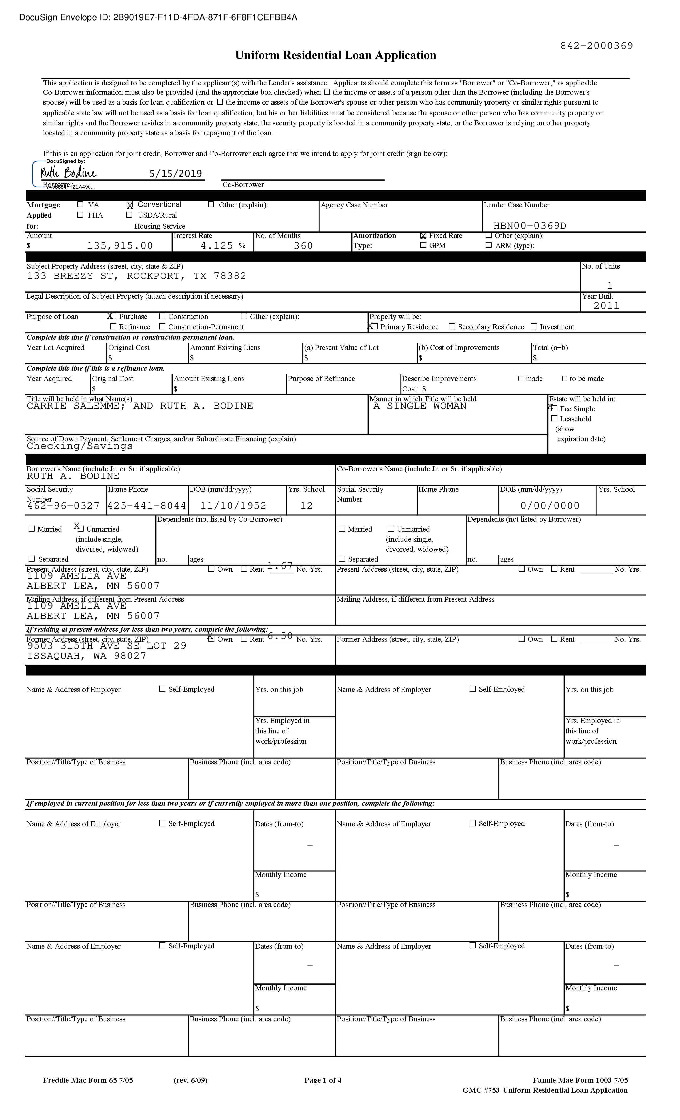 DocuSign Envelope ID: 2B9019E7-F11D-4FDA-871F-6F8F1CEFBB4A
842-2000369
Uniform Residential Loan Application
This application is designed to be completed by the applicant(s) with the Lender's assistance. Applicants should complete this form as "Borrower" or "Co-Borrower," as applicable.
Co-Borrower information must also be provided (and the appropriate box checked) when ☐ the income or assets of a person other than the Borrower (including the Borrower's
spouse) will be used as a basis for loan qualification or ☐ the income or assets of the Borrower's spouse or other person who has community property or similar rights pursuant to
applicable state law will not be used as a basis for loan qualification, but his or her liabilities must be considered because the spouse or other person who has community property or
similar rights and the Borrower resides in a community property state, the security property is located in a community property state, or the Borrower is relying on other property
located in a community property state as a basis for repayment of the loan.
If this is an application for joint credit, Borrower and Co-Borrower each agree that we intend to apply for joint credit (sign below):
DocuSigned by:
Ruth Bodine 5/15/2019
Borrower Co-Borrower
Mortgage ☐ VA X Conventional ☐ Other (explain): Agency Case Number Lender Case Number
Applied ☐ FHA ☐ USDA/Rural
for: Housing Service HBN00-0369D
Amount Interest Rate No. of Months Amortization X Fixed Rate ☐ Other (explain):
$ 135,915.00 4.125 % 360 Type: ☐ GPM ☐ ARM (type):
Subject Property Address (street, city, state & ZIP) No. of Units
133 BREEZY ST, ROCKPORT, TX 78382 1
Legal Description of Subject Property (attach description if necessary) Year Built
2011
Purpose of Loan X Purchase ☐ Construction ☐ Other (explain): Property will be:
☐ Refinance ☐ Construction-Permanent X Primary Residence ☐ Secondary Residence ☐ Investment
Complete this line if construction or construction-permanent loan.
Year Lot Acquired Original Cost Amount Existing Liens (a) Present Value of Lot (b) Cost of Improvements Total (a+b)
$ $ $ $ $
Complete this line if this is a refinance loan.
Year Acquired Original Cost Amount Existing Liens Purpose of Refinance Describe Improvements ☐ made ☐ to be made
$ $ Cost: $
Title will be held in what Name(s) Manner in which Title will be held Estate will be held in:
CARRIE SALEMME; AND RUTH A. BODINE A SINGLE WOMAN X Fee Simple
☐ Leasehold
(show
Source of Down Payment, Settlement Charges, and/or Subordinate Financing (explain) expiration date)
Checking/Savings
Borrower's Name (include Jr. or Sr. if applicable) Co-Borrower's Name (include Jr. or Sr. if applicable)
RUTH A. BODINE
Social Security Home Phone DOB (mm/dd/yyyy) Yrs. School Social Security Home Phone DOB (mm/dd/yyyy) Yrs. School
Number Number
462-96-0327 425-441-8044 11/10/1952 12 0/00/0000
☐ Married X Unmarried Dependents (not listed by Co-Borrower) ☐ Married ☐ Unmarried Dependents (not listed by Borrower)
(include single, (include single,
divorced, widowed) divorced, widowed)
☐ Separated no. ages ☐ Separated no. ages
Present Address (street, city, state, ZIP) ☐ Own ☐ Rent 1.67 No. Yrs. Present Address (street, city, state, ZIP) ☐ Own ☐ Rent No. Yrs.
1109 AMELIA AVE
ALBERT LEA, MN 56007
Mailing Address, if different from Present Address Mailing Address, if different from Present Address
1109 AMELIA AVE
ALBERT LEA, MN 56007
If residing at present address for less than two years, complete the following:
Former Address (street, city, state, ZIP) X Own ☐ Rent 6.50 No. Yrs. Former Address (street, city, state, ZIP) ☐ Own ☐ Rent No. Yrs.
9503 315TH AVE SE LOT 29
ISSAQUAH, WA 98027
Name & Address of Employer ☐ Self-Employed Yrs. on this job Name & Address of Employer ☐ Self-Employed Yrs. on this job
Yrs. Employed in Yrs. Employed in
this line of this line of
work/profession work/profession
Position/Title/Type of Business Business Phone (incl. area code) Position/Title/Type of Business Business Phone (incl. area code)
If employed in current position for less than two years or if currently employed in more than one position, complete the following:
Name & Address of Employer ☐ Self-Employed Dates (from-to) Name & Address of Employer ☐ Self-Employed Dates (from-to)
– –
Monthly Income Monthly Income
$ $
Position/Title/Type of Business Business Phone (incl. area code) Position/Title/Type of Business Business Phone (incl. area code)
Name & Address of Employer ☐ Self-Employed Dates (from-to) Name & Address of Employer ☐ Self-Employed Dates (from-to)
– –
Monthly Income Monthly Income
$ $
Position/Title/Type of Business Business Phone (incl. area code) Position/Title/Type of Business Business Phone (incl. area code)
Freddie Mac Form 65 7/05 (rev. 6/09) Page 1 of 4 Fannie Mae Form 1003 7/05
GMC #753 Uniform Residential Loan Application